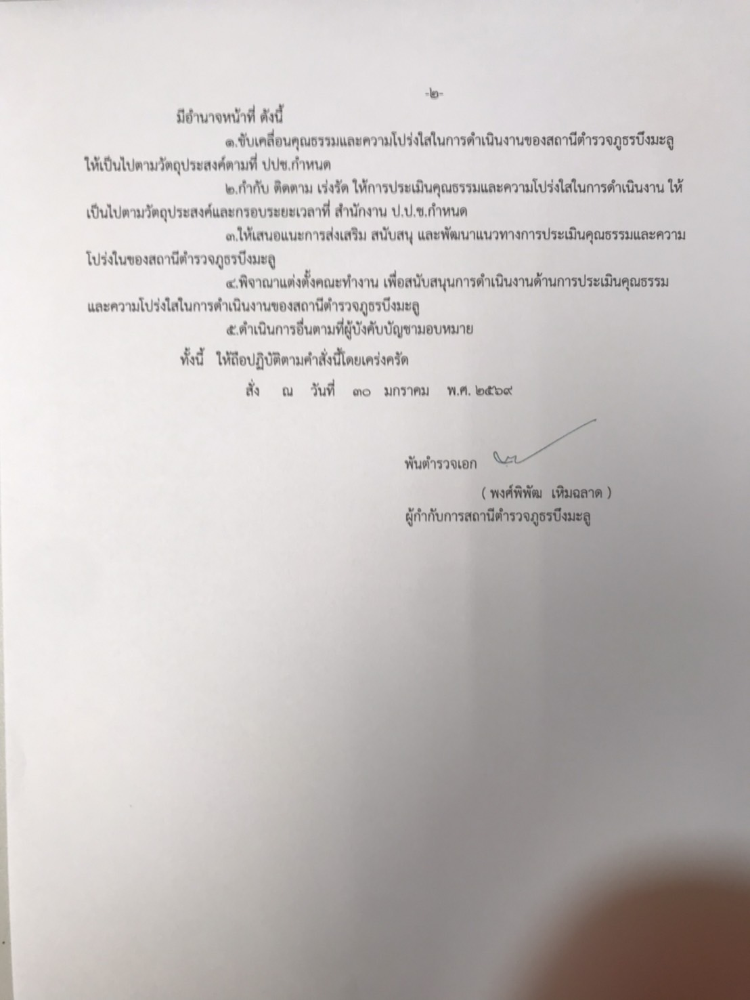 -๒-
มีอำนาจหน้าที่ ดังนี้
๑.ขับเคลื่อนคุณธรรมและความโปร่งใสในการดำเนินงานของสถานีตำรวจภูธรบึงมะลู
ให้เป็นไปตามวัตถุประสงค์ตามที่ ปปช.กำหนด
๒.กำกับ ติดตาม เร่งรัด ให้การประเมินคุณธรรมและความโปร่งใสในการดำเนินงาน ให้
เป็นไปตามวัตถุประสงค์และกรอบระยะเวลาที่ สำนักงาน ป.ป.ช.กำหนด
๓.ให้เสนอแนะการส่งเสริม สนับสนุ และพัฒนาแนวทางการประเมินคุณธรรมและความ
โปร่งในของสถานีตำรวจภูธรบึงมะลู
๔.พิจาณาแต่งตั้งคณะทำงาน เพื่อสนับสนุนการดำเนินงานด้านการประเมินคุณธรรม
และความโปร่งใสในการดำเนินงานของสถานีตำรวจภูธรบึงมะลู
๕.ดำเนินการอื่นตามที่ผู้บังคับบัญชามอบหมาย
ทั้งนี้ ให้ถือปฏิบัติตามคำสั่งนี้โดยเคร่งครัด
สั่ง ณ วันที่ ๓๐ มกราคม พ.ศ. ๒๕๖๙
พันตำรวจเอก
( พงศ์พิพัฒ เหิมฉลาด )
ผู้กำกับการสถานีตำรวจภูธรบึงมะลู